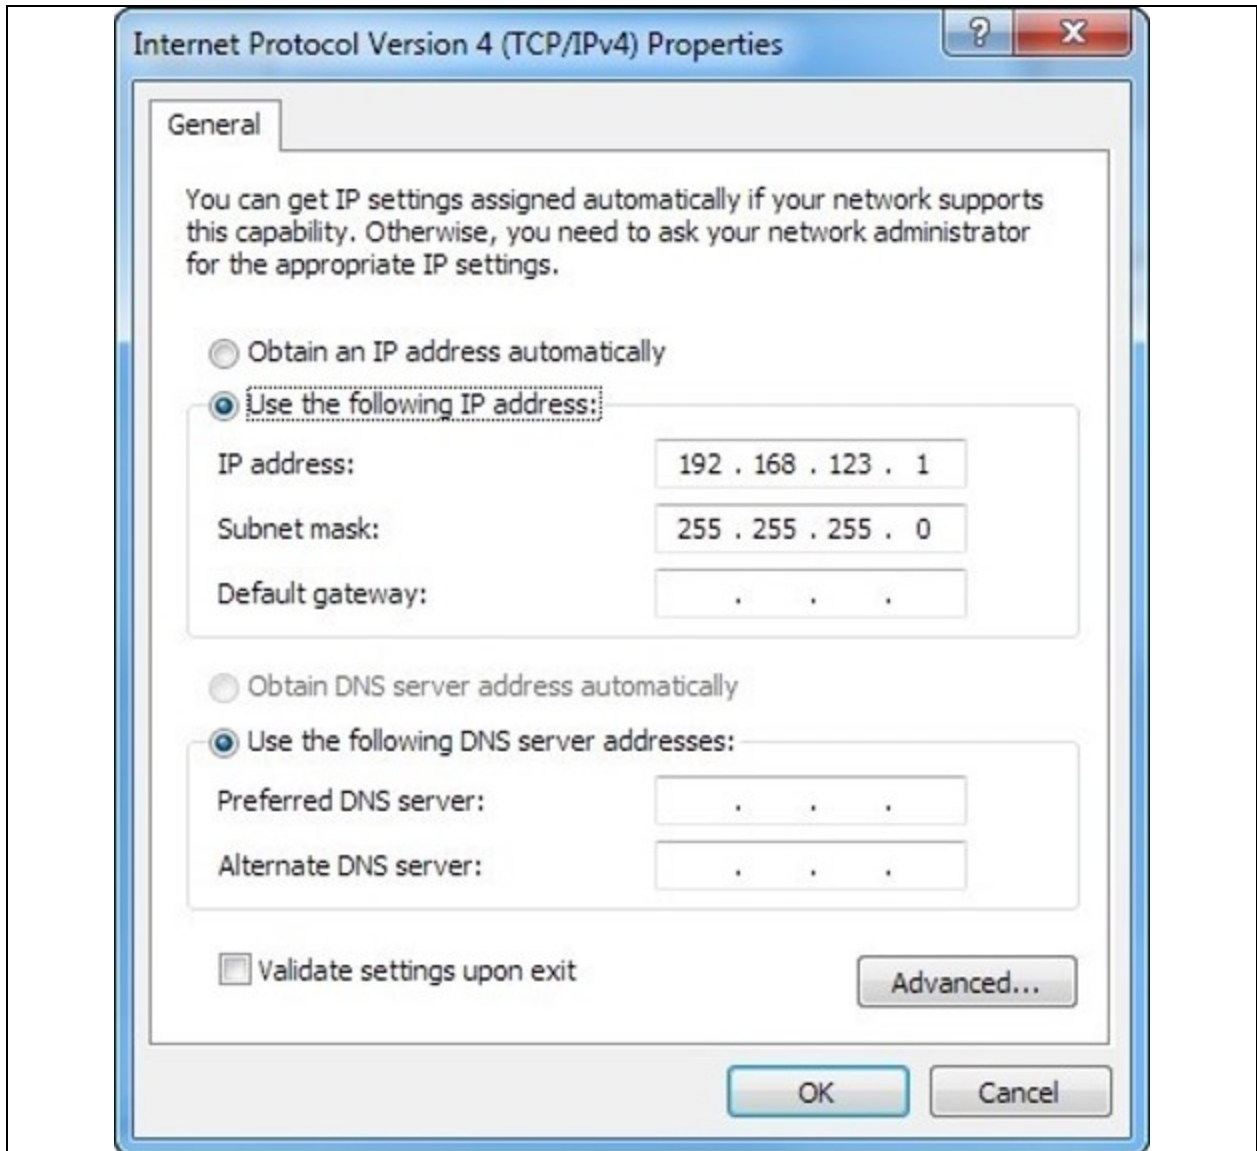 Internet Protocol Version 4 (TCP/IPv4) Properties
?
General
You can get IP settings assigned automatically if your network supports
this capability. Otherwise, you need to ask your network administrator
for the appropriate IP settings.
Obtain an IP address automatically
Use the following IP address:
IP address: 192 . 168 . 123 . 1
Subnet mask: 255 . 255 . 255 . 0
Default gateway: . . .
Obtain DNS server address automatically
Use the following DNS server addresses:
Preferred DNS server: . . .
Alternate DNS server: . . .
Validate settings upon exit
Advanced...
OK Cancel